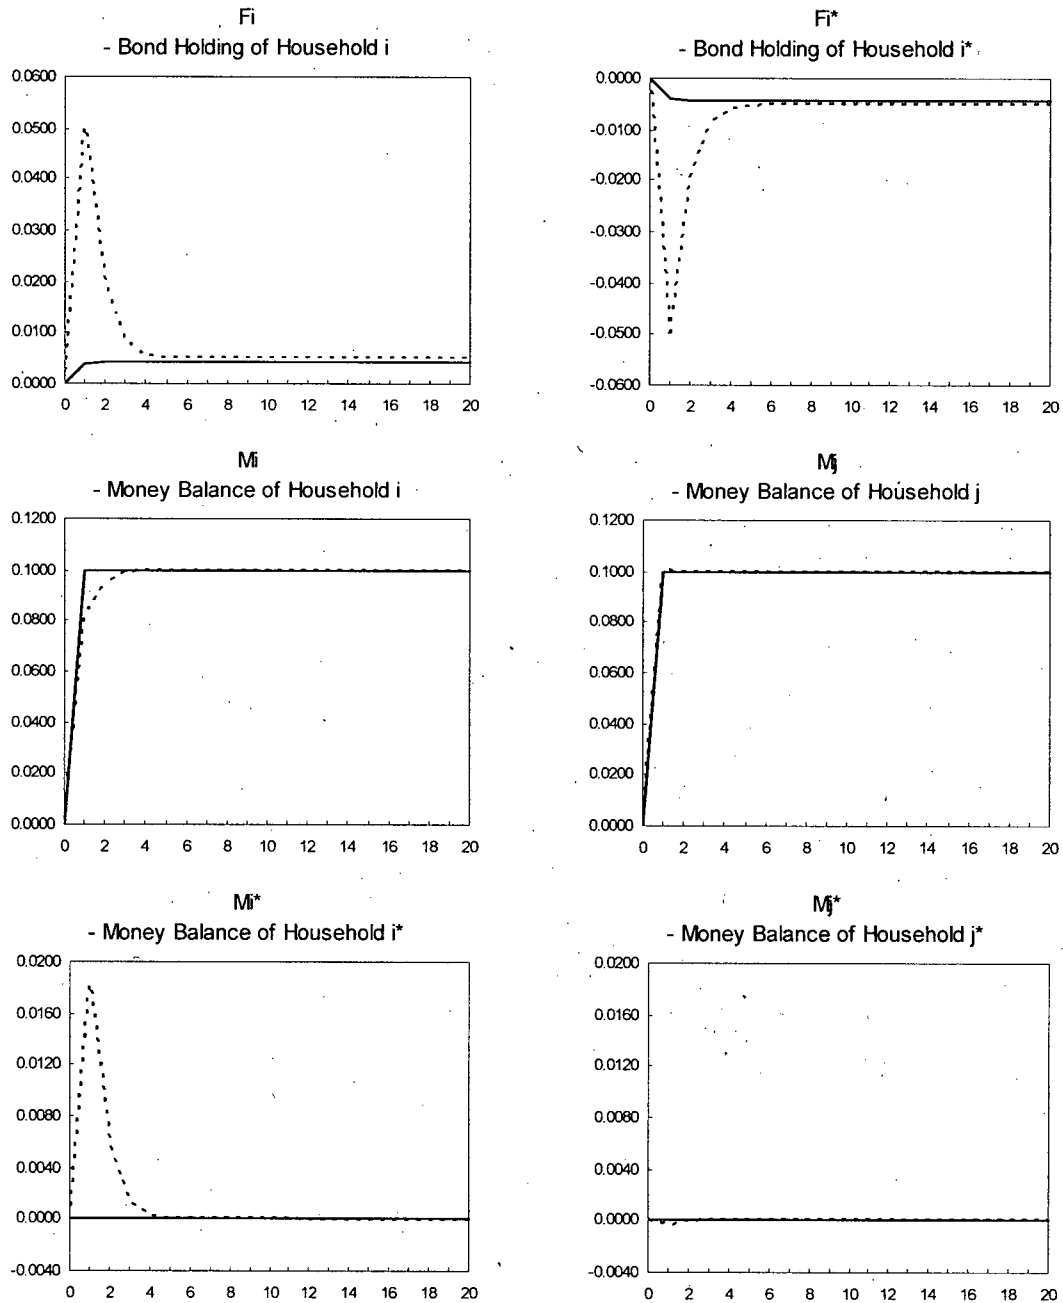 Fi
- Bond Holding of Household i
0.0600
0.0500
0.0400
0.0300
0.0200
0.0100
0.0000
0 2 4 6 8 10 12 14 16 18 20
Fi*
- Bond Holding of Household i*
0.0000
-0.0100
-0.0200
-0.0300
-0.0400
-0.0500
-0.0600
0 2 4 6 8 10 12 14 16 18 20
Mi
- Money Balance of Household i
0.1200
0.1000
0.0800
0.0600
0.0400
0.0200
0.0000
0 2 4 6 8 10 12 14 16 18 20
Mj
- Money Balance of Household j
0.1200
0.1000
0.0800
0.0600
0.0400
0.0200
0.0000
0 2 4 6 8 10 12 14 16 18 20
Mi*
- Money Balance of Household i*
0.0200
0.0160
0.0120
0.0080
0.0040
0.0000
-0.0040
0 2 4 6 8 10 12 14 16 18 20
Mj*
- Money Balance of Household j*
0.0200
0.0160
0.0120
0.0080
0.0040
0.0000
-0.0040
0 2 4 6 8 10 12 14 16 18 20